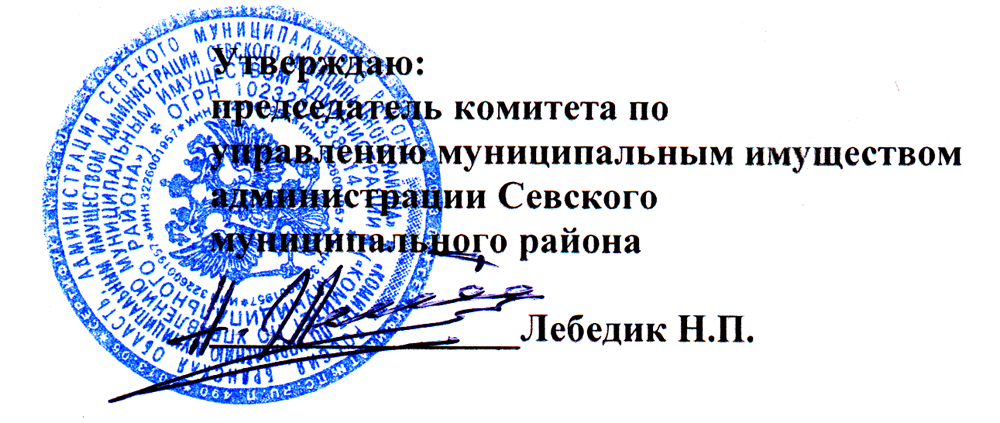 Утверждаю:
председатель комитета по
управлению муниципальным имуществом
администрации Севского
муниципального района
Лебедик Н.П.